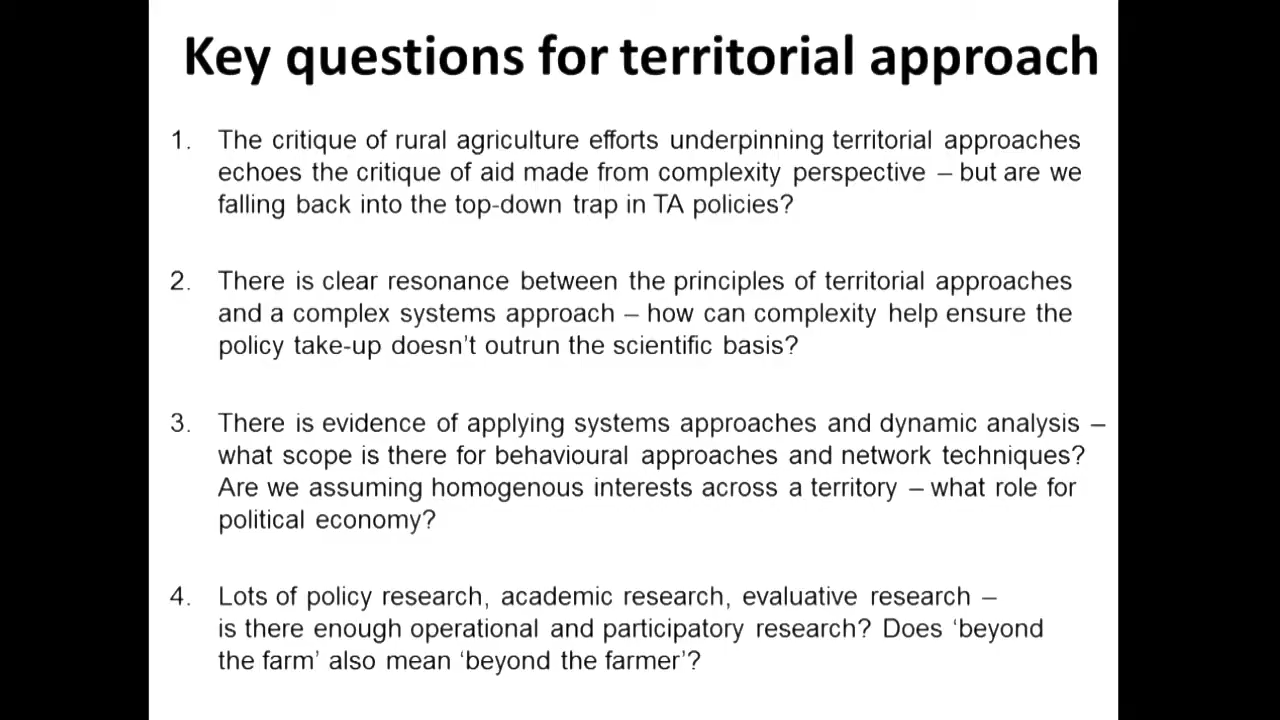 Key questions for territorial approach
1. The critique of rural agriculture efforts underpinning territorial approaches
echoes the critique of aid made from complexity perspective – but are we
falling back into the top-down trap in TA policies?
2. There is clear resonance between the principles of territorial approaches
and a complex systems approach – how can complexity help ensure the
policy take-up doesn't outrun the scientific basis?
3. There is evidence of applying systems approaches and dynamic analysis –
what scope is there for behavioural approaches and network techniques?
Are we assuming homogenous interests across a territory – what role for
political economy?
4. Lots of policy research, academic research, evaluative research –
is there enough operational and participatory research? Does ‘beyond
the farm’ also mean ‘beyond the farmer’?